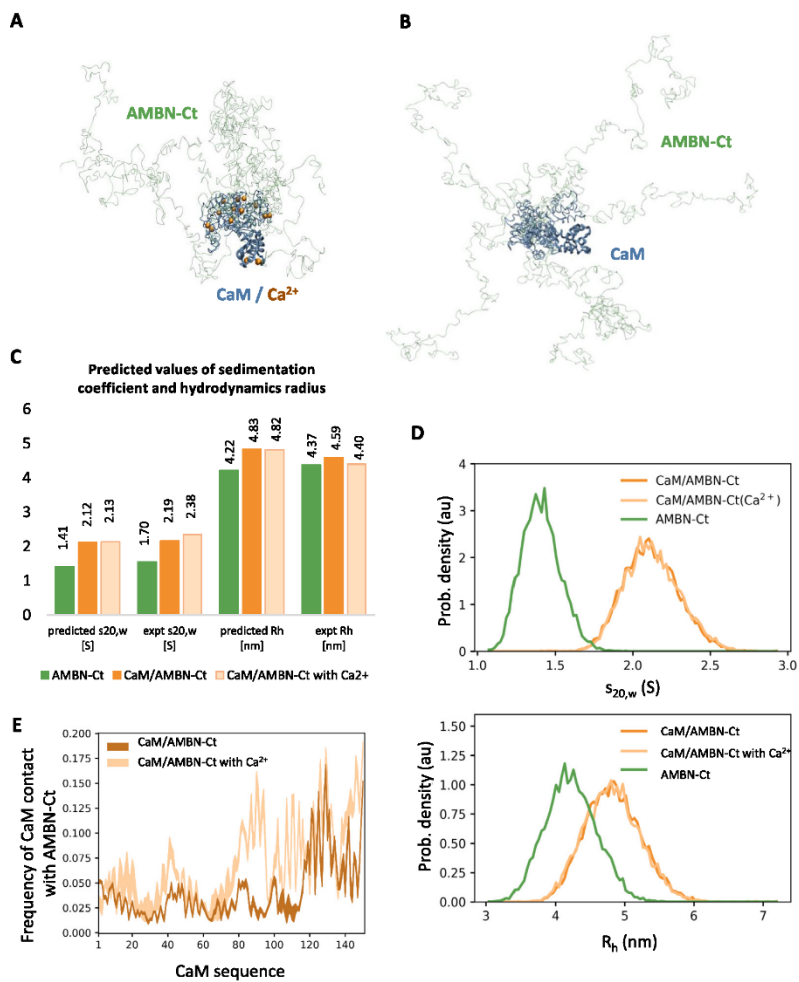 A
AMBN-Ct
CaM / Ca²⁺
B
AMBN-Ct
CaM
C
Predicted values of sedimentation
coefficient and hydrodynamics radius
6
5
4
3
2
1
0
1.41
2.12
2.13
1.70
2.19
2.38
4.22
4.83
4.82
4.37
4.59
4.40
predicted s20,w
[S]
expt s20,w
[S]
predicted Rh
[nm]
expt Rh
[nm]
AMBN-Ct
CaM/AMBN-Ct
CaM/AMBN-Ct with Ca2+
D
Prob. density (au)
4
3
2
1
0
CaM/AMBN-Ct
CaM/AMBN-Ct(Ca²⁺)
AMBN-Ct
1.0 1.5 2.0 2.5 3.0
s₂₀,w (S)
Prob. density (au)
1.50
1.25
1.00
0.75
0.50
0.25
0.00
CaM/AMBN-Ct
CaM/AMBN-Ct with Ca²⁺
AMBN-Ct
3 4 5 6 7
Rₕ (nm)
E
Frequency of CaM contact
with AMBN-Ct
0.200
0.175
0.150
0.125
0.100
0.075
0.050
0.025
0.000
CaM/AMBN-Ct
CaM/AMBN-Ct with Ca²⁺
1 20 40 60 80 100 120 140
CaM sequence